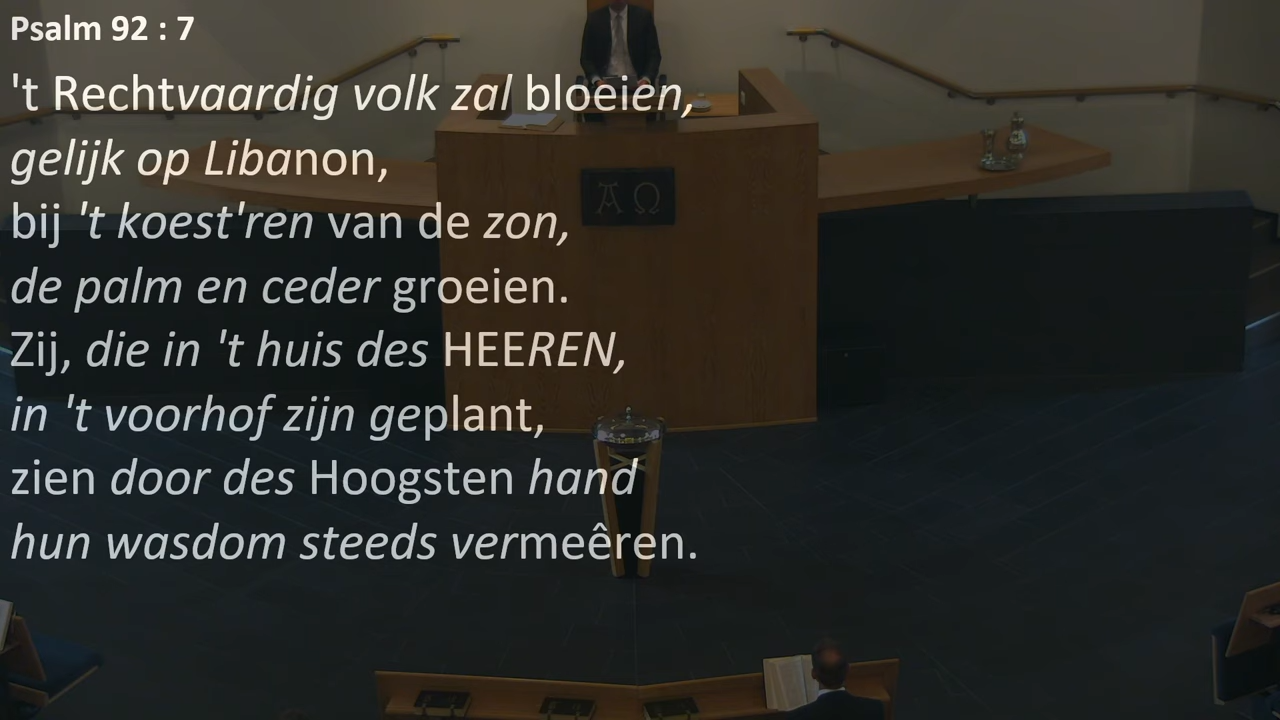 Psalm 92 : 7
't Rechtvaardig volk zal bloeien,
gelijk op Libanon,
bij 't koest'ren van de zon,
de palm en ceder groeien.
Zij, die in 't huis des HEEREN,
in 't voorhof zijn geplant,
zien door des Hoogsten hand
hun wasdom steeds vermeêren.
Α Ω